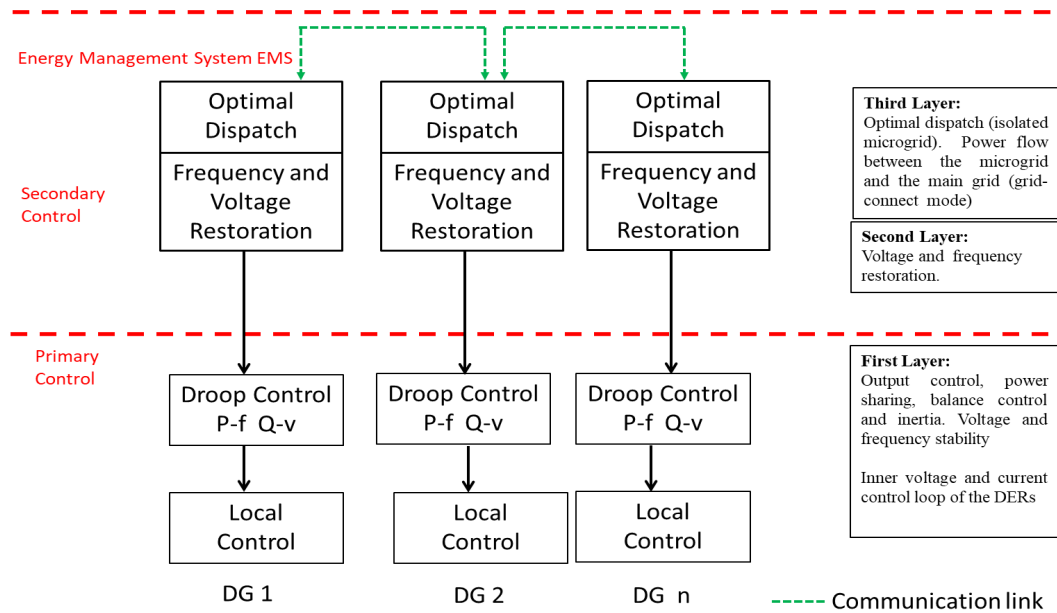 Energy Management System EMS
Optimal
Dispatch
Optimal
Dispatch
Optimal
Dispatch
Secondary
Control
Frequency and
Voltage
Restoration
Frequency and
Voltage
Restoration
Frequency and
Voltage
Restoration
Third Layer:
Optimal dispatch (isolated
microgrid). Power flow
between the microgrid
and the main grid (grid-
connect mode)
Second Layer:
Voltage and frequency
restoration.
Primary
Control
Droop Control
P-f Q-v
Droop Control
P-f Q-v
Droop Control
P-f Q-v
First Layer:
Output control, power
sharing, balance control
and inertia. Voltage and
frequency stability
Inner voltage and current
control loop of the DERs
Local
Control
Local
Control
Local
Control
DG 1
DG 2
DG n
Communication link